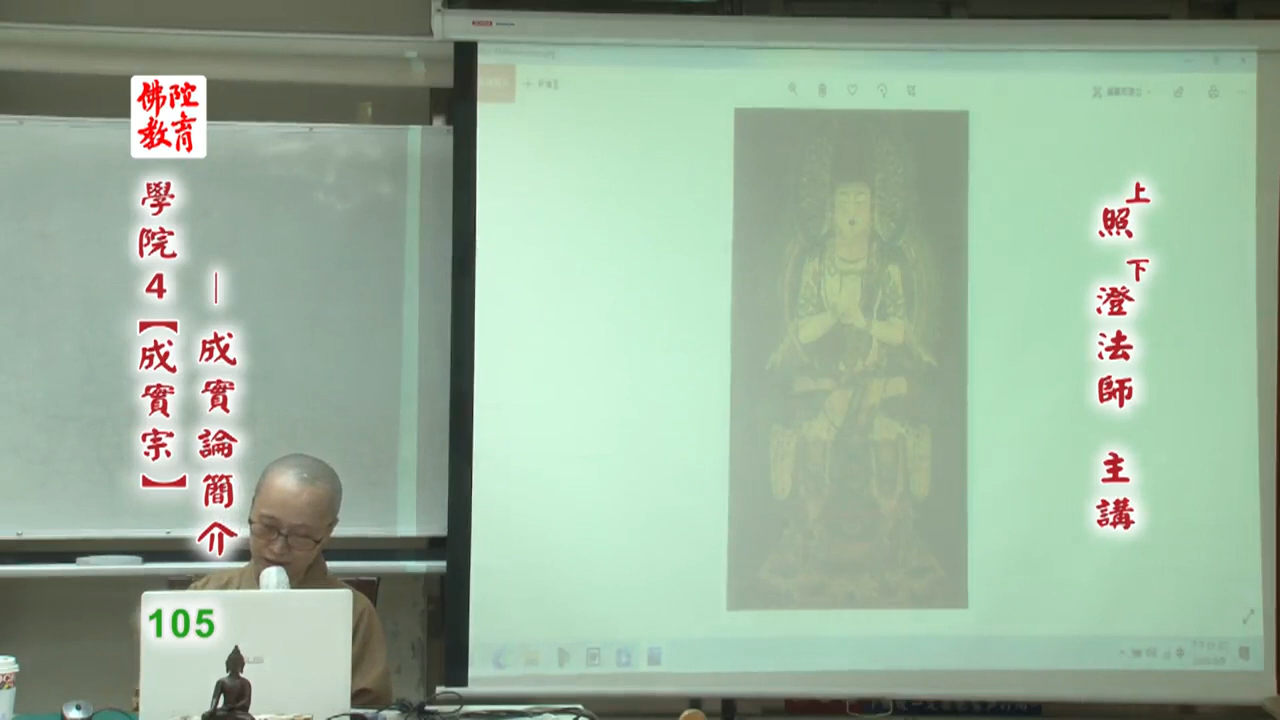 佛陀
教育
學院4【成實宗】
—成實論簡介
上照下澄法師 主講
105